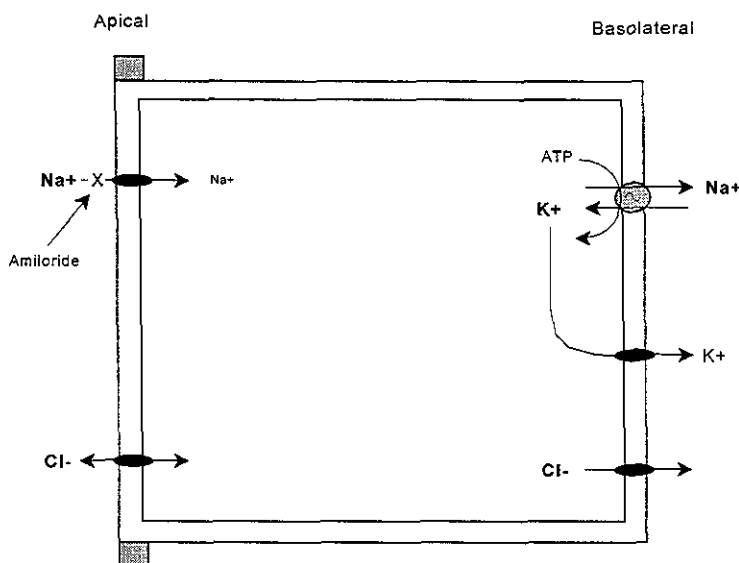 Apical
Basolateral
ATP
Na+ X Na+
Na+
K+
Amiloride
K+
Cl-
Cl-